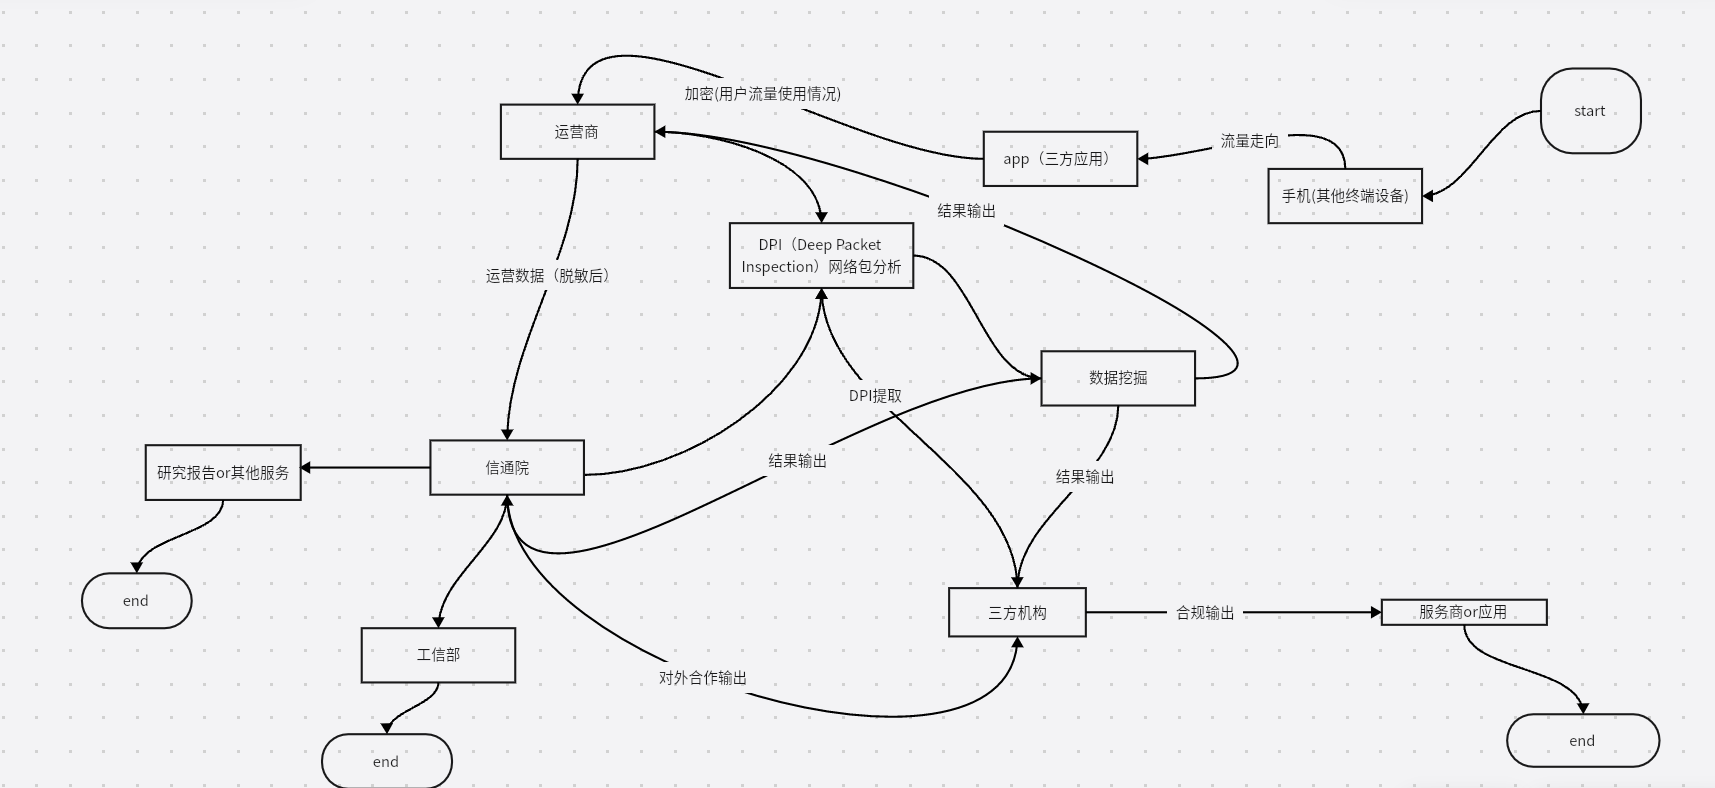 start
加密(用户流量使用情况)
运营商
app（三方应用）
流量走向
手机(其他终端设备)
结果输出
DPI（Deep Packet
Inspection）网络包分析
运营数据（脱敏后）
数据挖掘
DPI提取
结果输出
信通院
研究报告or其他服务
结果输出
end
三方机构
合规输出
服务商or应用
工信部
对外合作输出
end
end